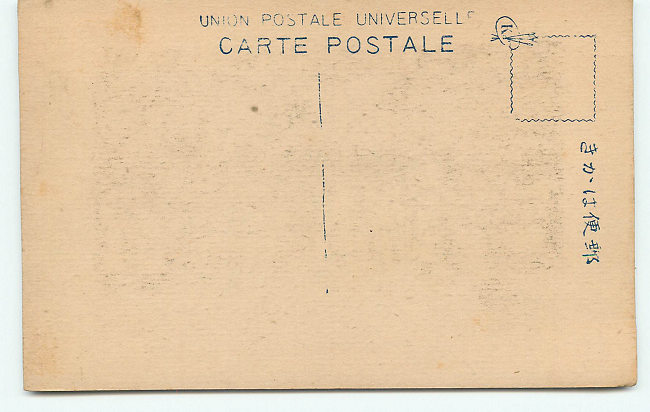 UNION POSTALE UNIVERSELLE
CARTE POSTALE
きかは便郵